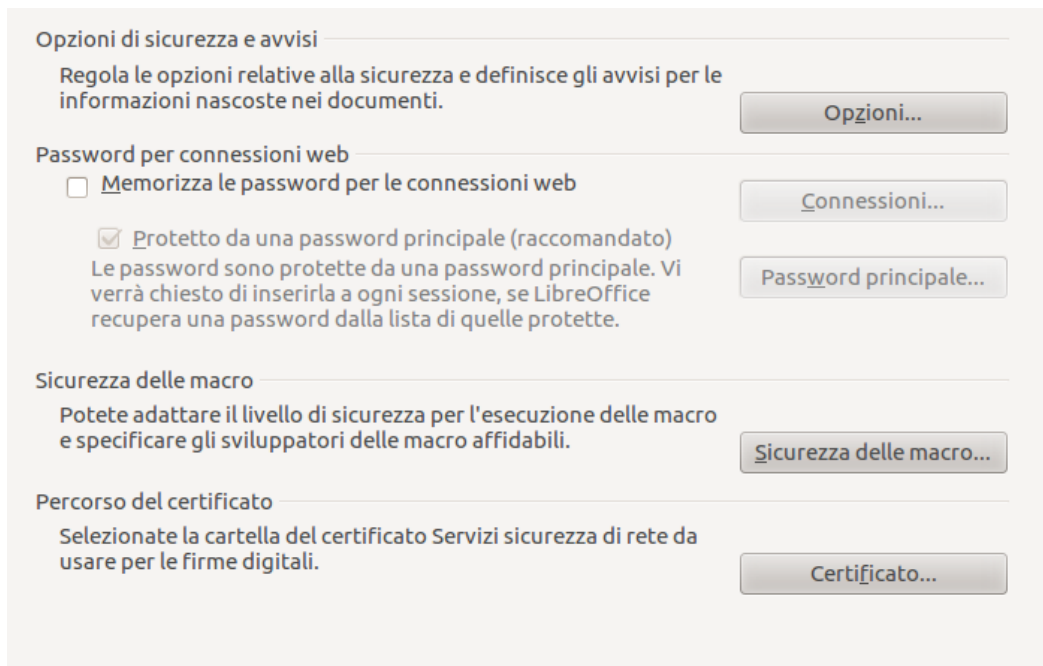 Opzioni di sicurezza e avvisi
Regola le opzioni relative alla sicurezza e definisce gli avvisi per le
informazioni nascoste nei documenti.
Opzioni...
Password per connessioni web
Memorizza le password per le connessioni web
Connessioni...
Protetto da una password principale (raccomandato)
Le password sono protette da una password principale. Vi
verrà chiesto di inserirla a ogni sessione, se LibreOffice
recupera una password dalla lista di quelle protette.
Password principale...
Sicurezza delle macro
Potete adattare il livello di sicurezza per l'esecuzione delle macro
e specificare gli sviluppatori delle macro affidabili.
Sicurezza delle macro...
Percorso del certificato
Selezionate la cartella del certificato Servizi sicurezza di rete da
usare per le firme digitali.
Certificato...